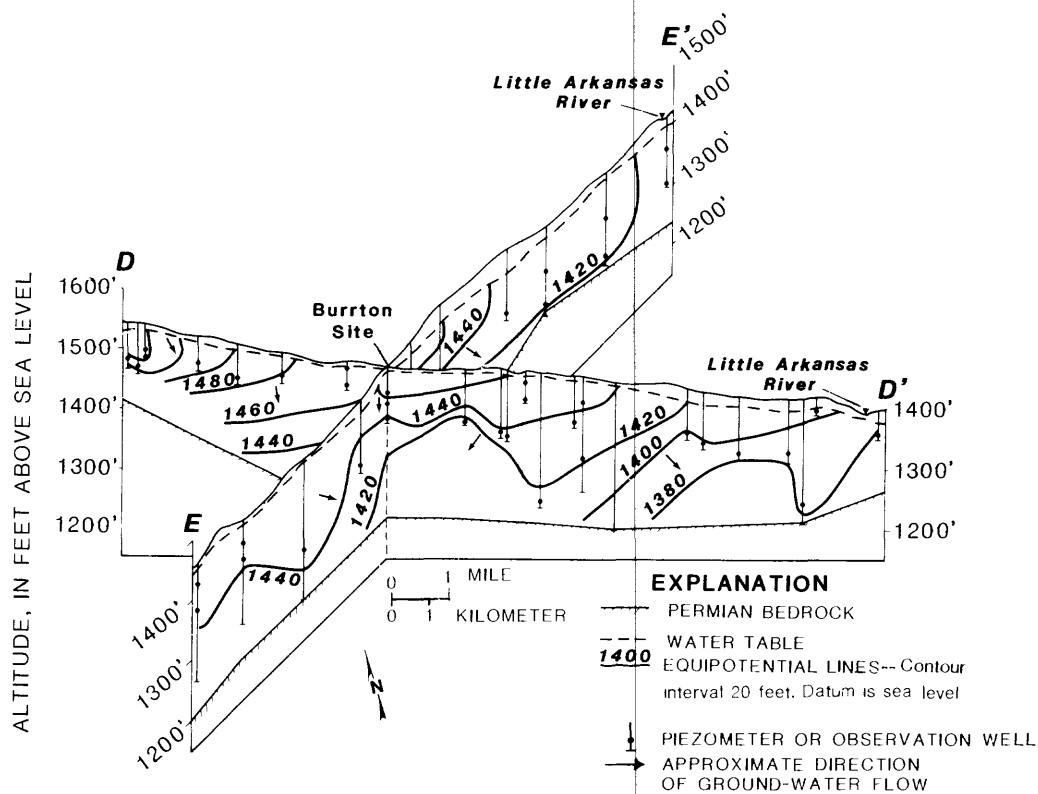 E'
1500'
Little Arkansas
River
1400'
1300'
1200'
D
1600'
1500'
1400'
1300'
1200'
ALTITUDE, IN FEET ABOVE SEA LEVEL
Burrton
Site
1420
1440
1480
1460
1440
1440
1420
1420
1400
1380
1440
Little Arkansas
River
D'
1400'
1300'
1200'
E
1400'
1300'
1200'
0 1 MILE
0 1 KILOMETER
N
EXPLANATION
PERMIAN BEDROCK
WATER TABLE
1400 EQUIPOTENTIAL LINES--Contour
interval 20 feet. Datum is sea level
PIEZOMETER OR OBSERVATION WELL
APPROXIMATE DIRECTION
OF GROUND-WATER FLOW